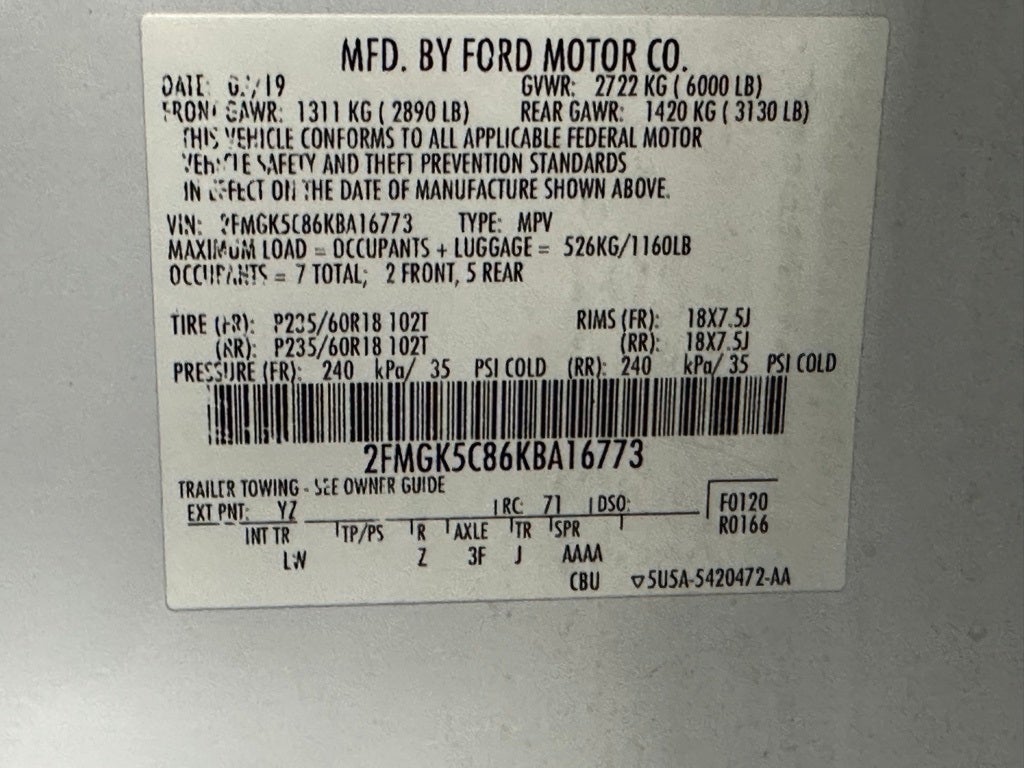 MFD. BY FORD MOTOR CO.
DATE: /19 GVWR: 2722 KG ( 6000 LB)
FRONT GAWR: 1311 KG ( 2890 LB) REAR GAWR: 1420 KG ( 3130 LB)
THIS VEHICLE CONFORMS TO ALL APPLICABLE FEDERAL MOTOR
VEHICLE SAFETY AND THEFT PREVENTION STANDARDS
IN EFFECT ON THE DATE OF MANUFACTURE SHOWN ABOVE.
VIN: 2FMGK5C86KBA16773 TYPE: MPV
MAXIMUM LOAD = OCCUPANTS + LUGGAGE = 526KG/1160LB
OCCUPANTS = 7 TOTAL; 2 FRONT, 5 REAR
TIRE (FR): P235/60R18 102T RIMS (FR): 18X7.5J
(RR): P235/60R18 102T (RR): 18X7.5J
PRESSURE (FR): 240 kPa/ 35 PSI COLD (RR): 240 kPa/ 35 PSI COLD
2FMGK5C86KBA16773
TRAILER TOWING - SEE OWNER GUIDE
EXT PNT: YZ RC: 71 DSO: F0120
INT TR TP/PS R AXLE TR SPR R0166
LW Z 3F J AAAA
CBU ▽5U5A-5420472-AA